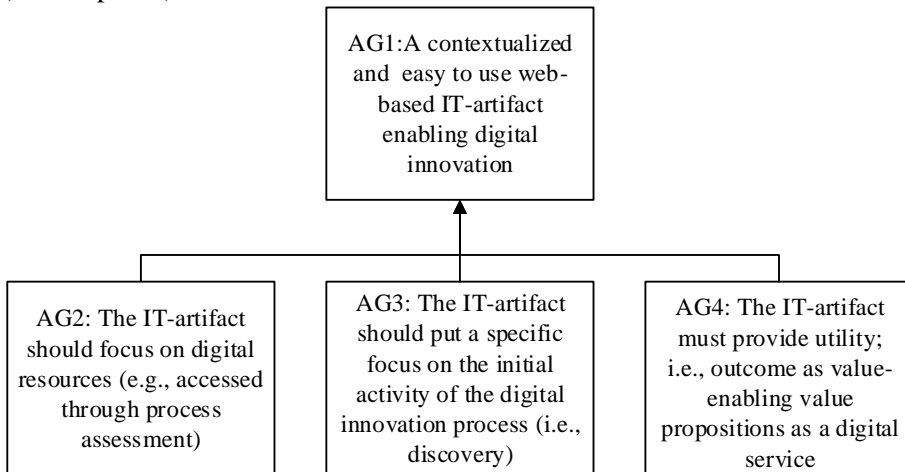 AG1:A contextualized
and easy to use web-
based IT-artifact
enabling digital
innovation
AG2: The IT-artifact
should focus on digital
resources (e.g., accessed
through process
assessment)
AG3: The IT-artifact
should put a specific
focus on the initial
activity of the digital
innovation process (i.e.,
discovery)
AG4: The IT-artifact
must provide utility;
i.e., outcome as value-
enabling value
propositions as a digital
service